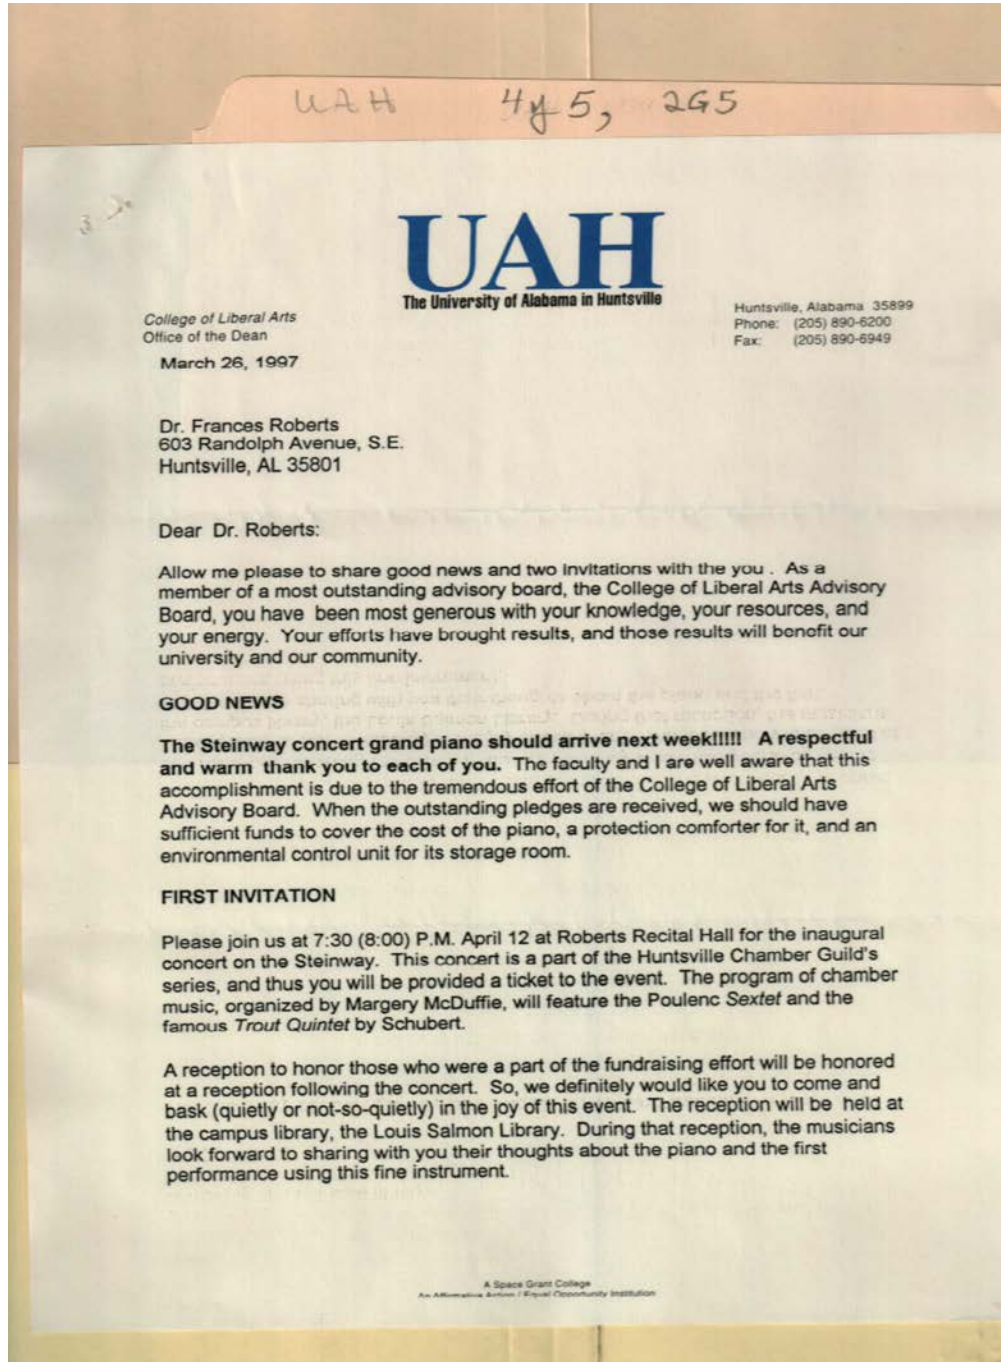 UAH 4y5, 2G5
UAH
The University of Alabama in Huntsville
College of Liberal Arts
Office of the Dean
Huntsville, Alabama 35899
Phone: (205) 890-6200
Fax: (205) 890-6949
March 26, 1997
Dr. Frances Roberts
603 Randolph Avenue, S.E.
Huntsville, AL 35801
Dear Dr. Roberts:
Allow me please to share good news and two invitations with the you . As a
member of a most outstanding advisory board, the College of Liberal Arts Advisory
Board, you have been most generous with your knowledge, your resources, and
your energy. Your efforts have brought results, and those results will benefit our
university and our community.
GOOD NEWS
The Steinway concert grand piano should arrive next week!!!!! A respectful
and warm thank you to each of you. The faculty and I are well aware that this
accomplishment is due to the tremendous effort of the College of Liberal Arts
Advisory Board. When the outstanding pledges are received, we should have
sufficient funds to cover the cost of the piano, a protection comforter for it, and an
environmental control unit for its storage room.
FIRST INVITATION
Please join us at 7:30 (8:00) P.M. April 12 at Roberts Recital Hall for the inaugural
concert on the Steinway. This concert is a part of the Huntsville Chamber Guild's
series, and thus you will be provided a ticket to the event. The program of chamber
music, organized by Margery McDuffie, will feature the Poulenc Sextet and the
famous Trout Quintet by Schubert.
A reception to honor those who were a part of the fundraising effort will be honored
at a reception following the concert. So, we definitely would like you to come and
bask (quietly or not-so-quietly) in the joy of this event. The reception will be held at
the campus library, the Louis Salmon Library. During that reception, the musicians
look forward to sharing with you their thoughts about the piano and the first
performance using this fine instrument.
A Space Grant College
An Affirmative Action / Equal Opportunity Institution